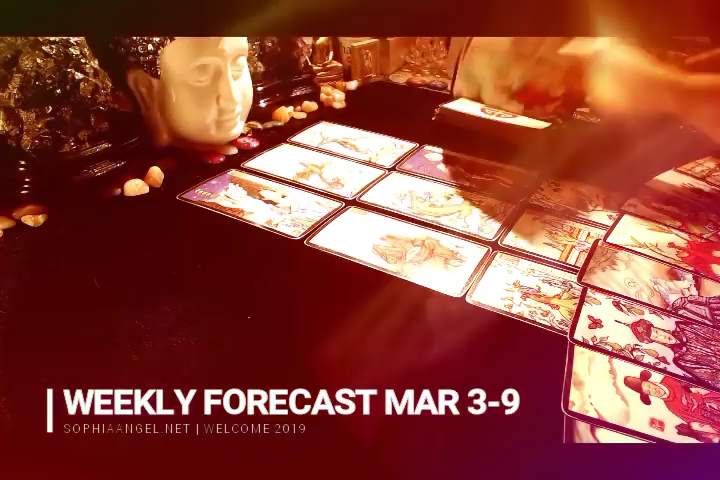 WEEKLY FORECAST MAR 3-9
SOPHIAANGEL.NET | WELCOME 2019